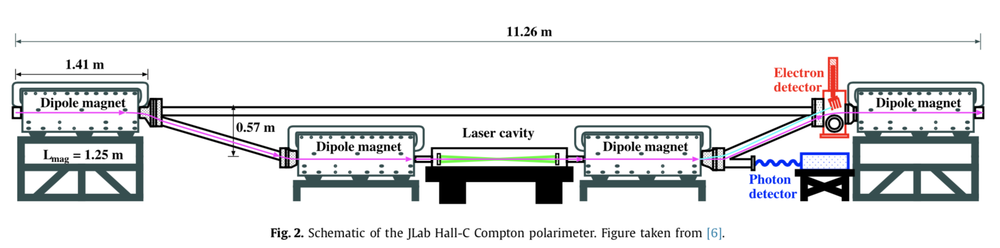 11.26 m
1.41 m
Electron
detector
Dipole magnet
Dipole magnet
0.57 m
Laser cavity
Dipole magnet
Dipole magnet
Lmag = 1.25 m
Photon
detector
Fig. 2. Schematic of the JLab Hall-C Compton polarimeter. Figure taken from [6].